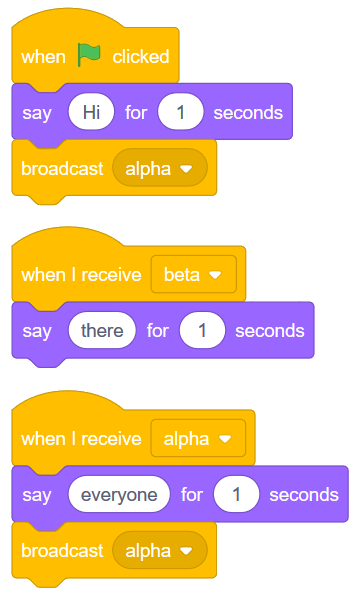 when clicked
say Hi for 1 seconds
broadcast alpha
when I receive beta
say there for 1 seconds
when I receive alpha
say everyone for 1 seconds
broadcast alpha